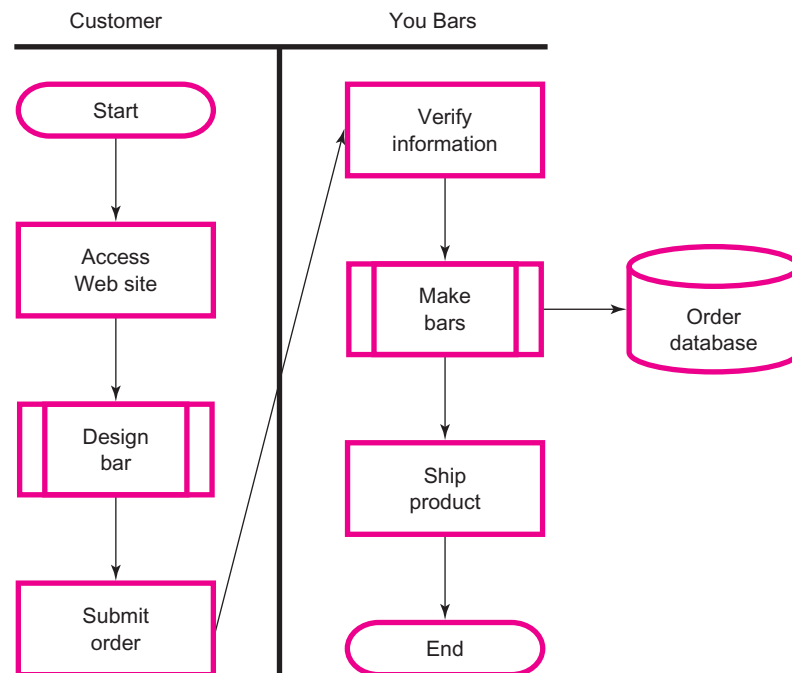 Customer
You Bars
Start
Access
Web site
Design
bar
Submit
order
Verify
information
Make
bars
Order
database
Ship
product
End